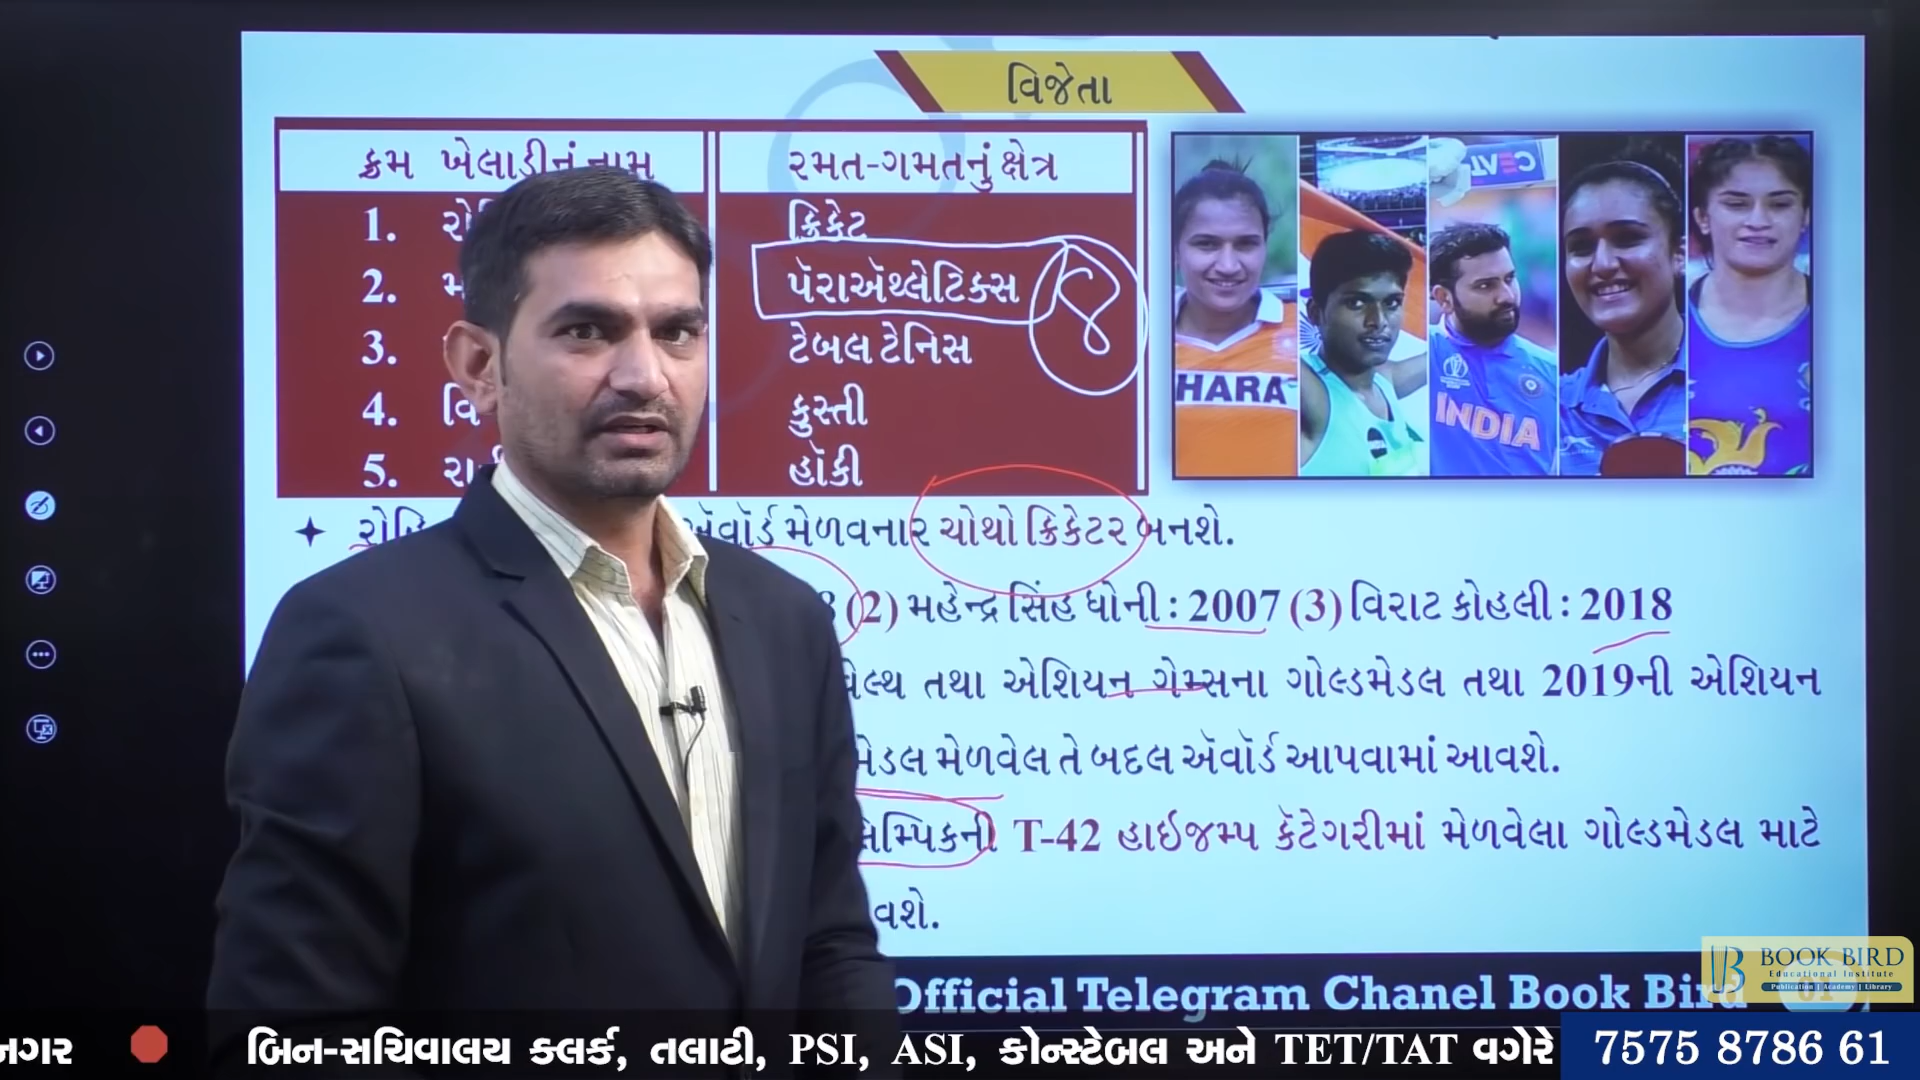 વિજેતા
ક્રમ ખેલાડીનું નામ રમત-ગમતનું ક્ષેત્ર
1. ક્રિકેટ
2. પૅરાઍથ્લેટિક્સ
3. ટેબલ ટેનિસ
4. કુસ્તી
5. હૉકી
CEVI
HARA
INDIA
ઍવૉર્ડ મેળવનાર ચોથો ક્રિકેટર બનશે.
(2) મહેન્દ્ર સિંહ ધોની : 2007 (3) વિરાટ કોહલી : 2018
તથા એશિયન ગેમ્સના ગોલ્ડમેડલ તથા 2019ની એશિયન
મેડલ મેળવેલ તે બદલ ઍવૉર્ડ આપવામાં આવશે.
T-42 હાઇજમ્પ કૅટેગરીમાં મેળવેલા ગોલ્ડમેડલ માટે
Official Telegram Chanel Book Bird
BOOK BIRD
Educational Institute
Publication | Academy | Library
બિન-સચિવાલય ક્લર્ક, તલાટી, PSI, ASI, કોન્સ્ટેબલ અને TET/TAT વગેરે
7575 8786 61